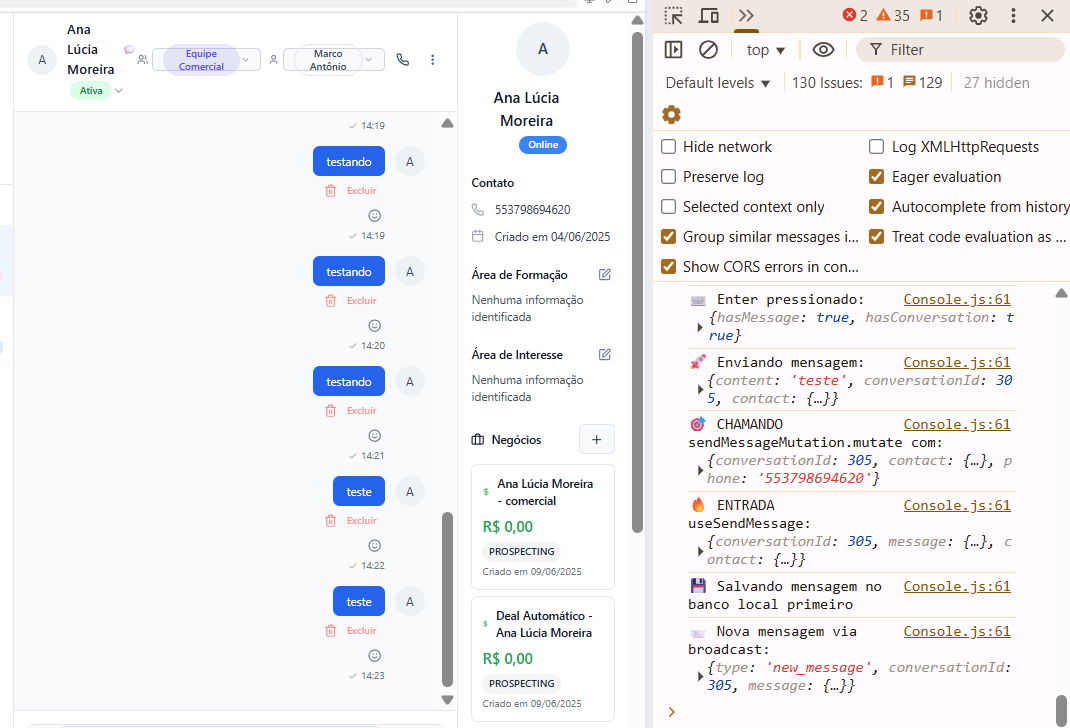 A
Ana
Lúcia
Moreira
Ativa
Equipe
Comercial
Marco
Antônio
14:19
testando
A
Excluir
14:19
testando
A
Excluir
14:20
testando
A
Excluir
14:21
teste
A
Excluir
14:22
teste
A
Excluir
14:23
A
Ana Lúcia
Moreira
Online
Contato
553798694620
Criado em 04/06/2025
Área de Formação
Nenhuma informação
identificada
Área de Interesse
Nenhuma informação
identificada
Negócios
+
$ Ana Lúcia Moreira
- comercial
R$ 0,00
PROSPECTING
Criado em 09/06/2025
$ Deal Automático -
Ana Lúcia Moreira
R$ 0,00
PROSPECTING
Criado em 09/06/2025
2 35 1
top
Filter
Default levels 130 Issues: 1 129 27 hidden
Hide network Log XMLHttpRequests
Preserve log Eager evaluation
Selected context only Autocomplete from history
Group similar messages i... Treat code evaluation as ...
Show CORS errors in con...
Enter pressionado: Console.js:61
{hasMessage: true, hasConversation: t
rue}
Enviando mensagem: Console.js:61
{content: 'teste', conversationId: 30
5, contact: {…}}
CHAMANDO Console.js:61
sendMessageMutation.mutate com:
{conversationId: 305, contact: {…}, p
hone: '553798694620'}
ENTRADA Console.js:61
useSendMessage:
{conversationId: 305, message: {…}, c
ontact: {…}}
Salvando mensagem no Console.js:61
banco local primeiro
Nova mensagem via Console.js:61
broadcast:
{type: 'new_message', conversationId:
305, message: {…}}